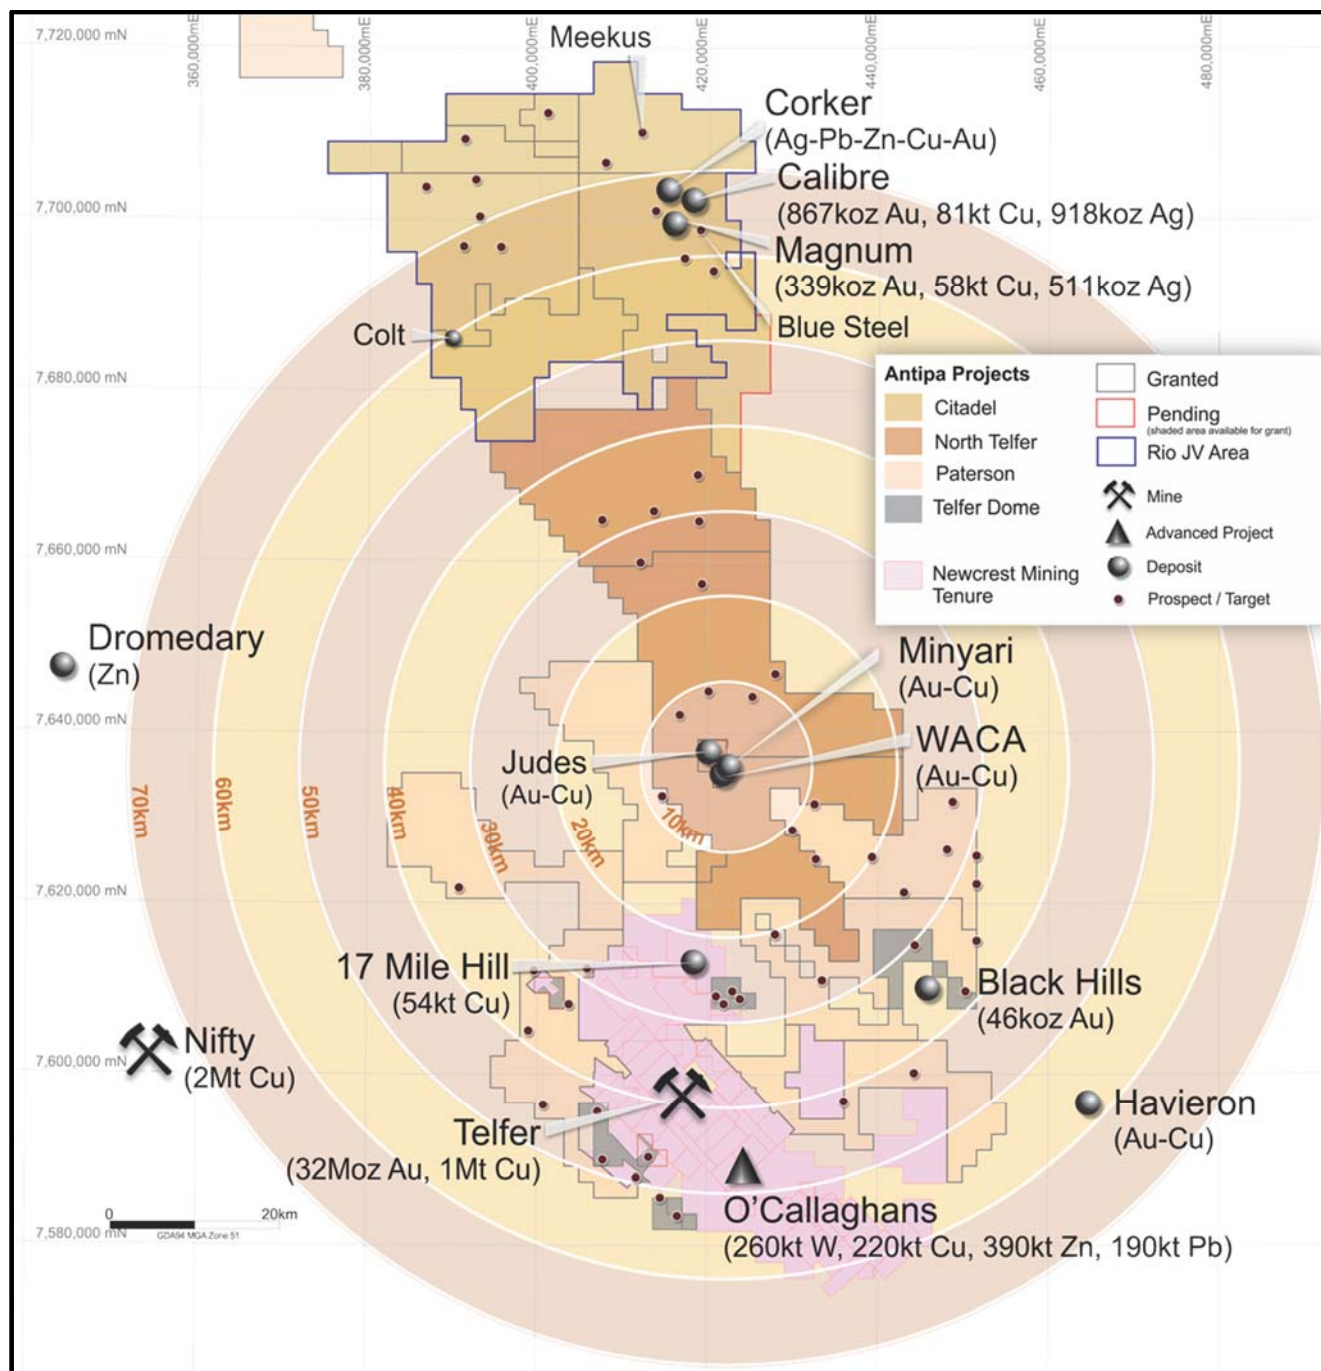 7,720,000 mN
360,000mE
380,000mE
400,000mE
420,000mE
440,000mE
460,000mE
480,000mE
Meekus
Corker
(Ag-Pb-Zn-Cu-Au)
Calibre
(867koz Au, 81kt Cu, 918koz Ag)
7,700,000 mN
Magnum
(339koz Au, 58kt Cu, 511koz Ag)
Blue Steel
Colt
7,680,000 mN
Antipa Projects
Citadel
North Telfer
Paterson
Telfer Dome
Newcrest Mining
Tenure
Granted
Pending
(shaded area available for grant)
Rio JV Area
Mine
Advanced Project
Deposit
Prospect / Target
7,660,000 mN
Dromedary
(Zn)
Minyari
(Au-Cu)
7,640,000 mN
WACA
(Au-Cu)
Judes
(Au-Cu)
70km
60km
50km
40km
30km
20km
10km
7,620,000 mN
17 Mile Hill
(54kt Cu)
Black Hills
(46koz Au)
Nifty
(2Mt Cu)
7,600,000 mN
Havieron
(Au-Cu)
Telfer
(32Moz Au, 1Mt Cu)
O'Callaghans
(260kt W, 220kt Cu, 390kt Zn, 190kt Pb)
0
20km
GDA94 MGA Zone 51
7,580,000 mN